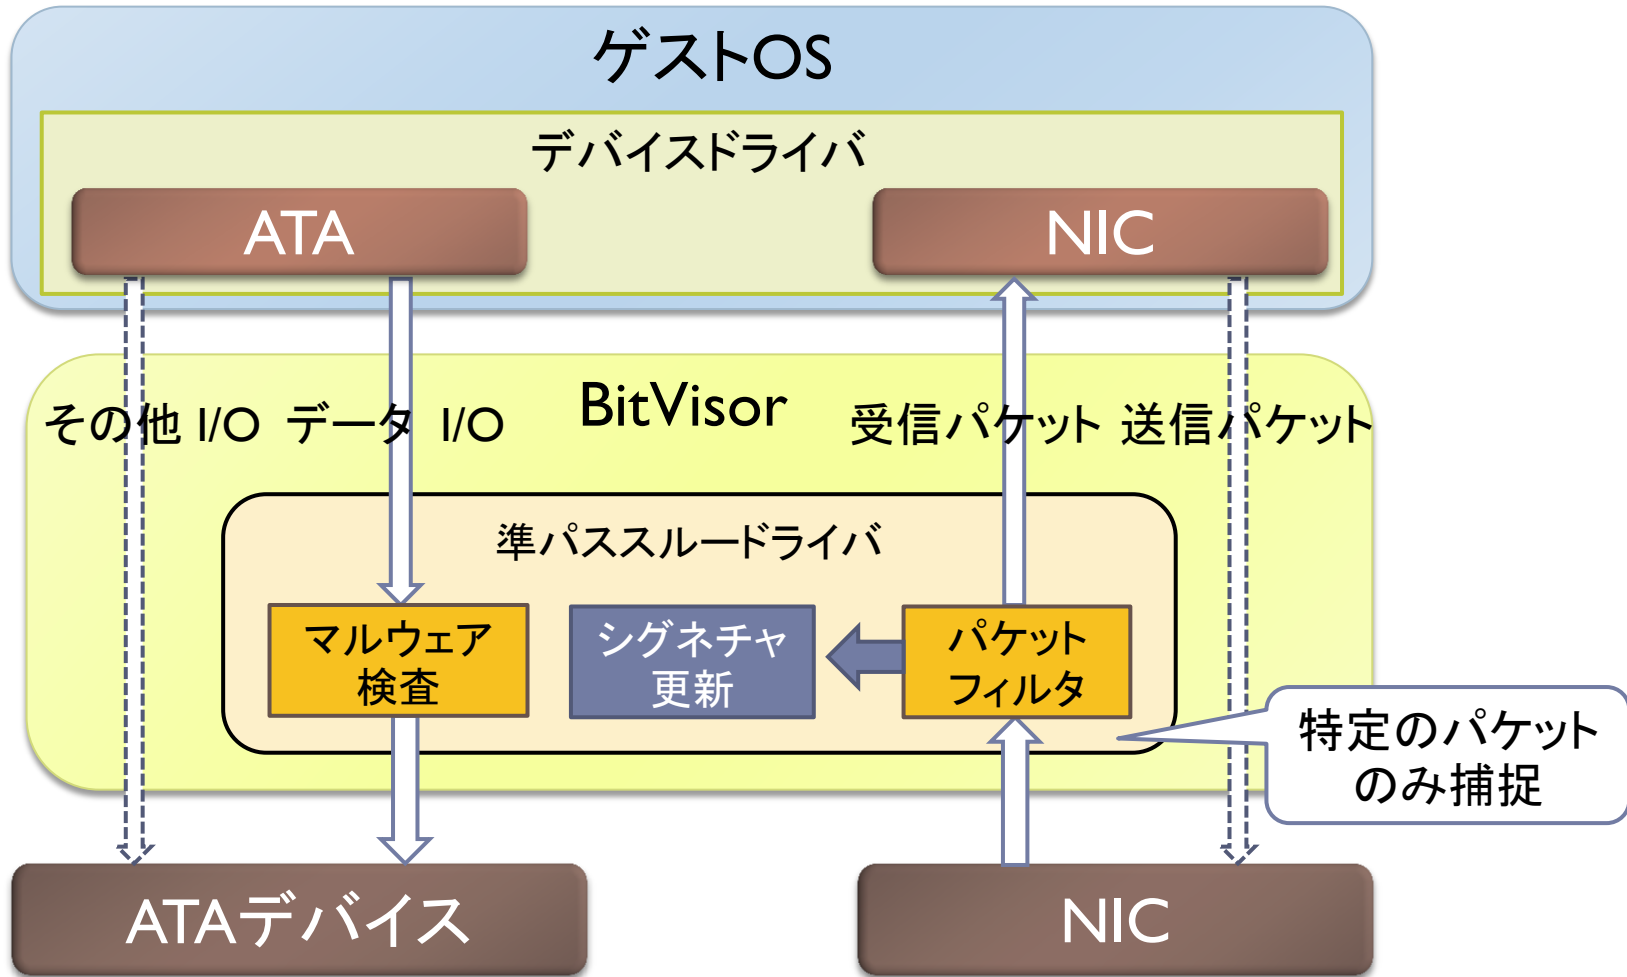 ゲストOS
デバイスドライバ
ATA
NIC
BitVisor
その他 I/O
データ I/O
受信パケット
送信パケット
準パススルードライバ
マルウェア
検査
シグネチャ
更新
パケット
フィルタ
特定のパケット
のみ捕捉
ATAデバイス
NIC